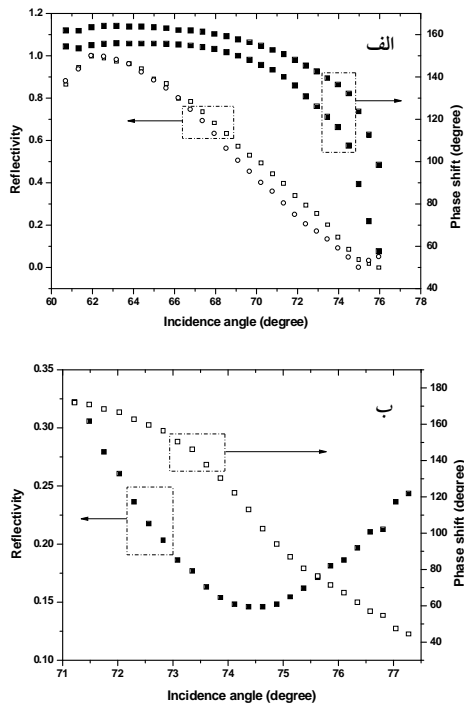 الف
1.2
1.0
0.8
0.6
0.4
0.2
0.0
Reflectivity
160
140
120
100
80
60
40
Phase shift (degree)
60 62 64 66 68 70 72 74 76 78
Incidence angle (degree)
ب
0.35
0.30
0.25
0.20
0.15
0.10
Reflectivity
180
160
140
120
100
80
60
40
Phase shift (degree)
71 72 73 74 75 76 77
Incidence angle (degree)